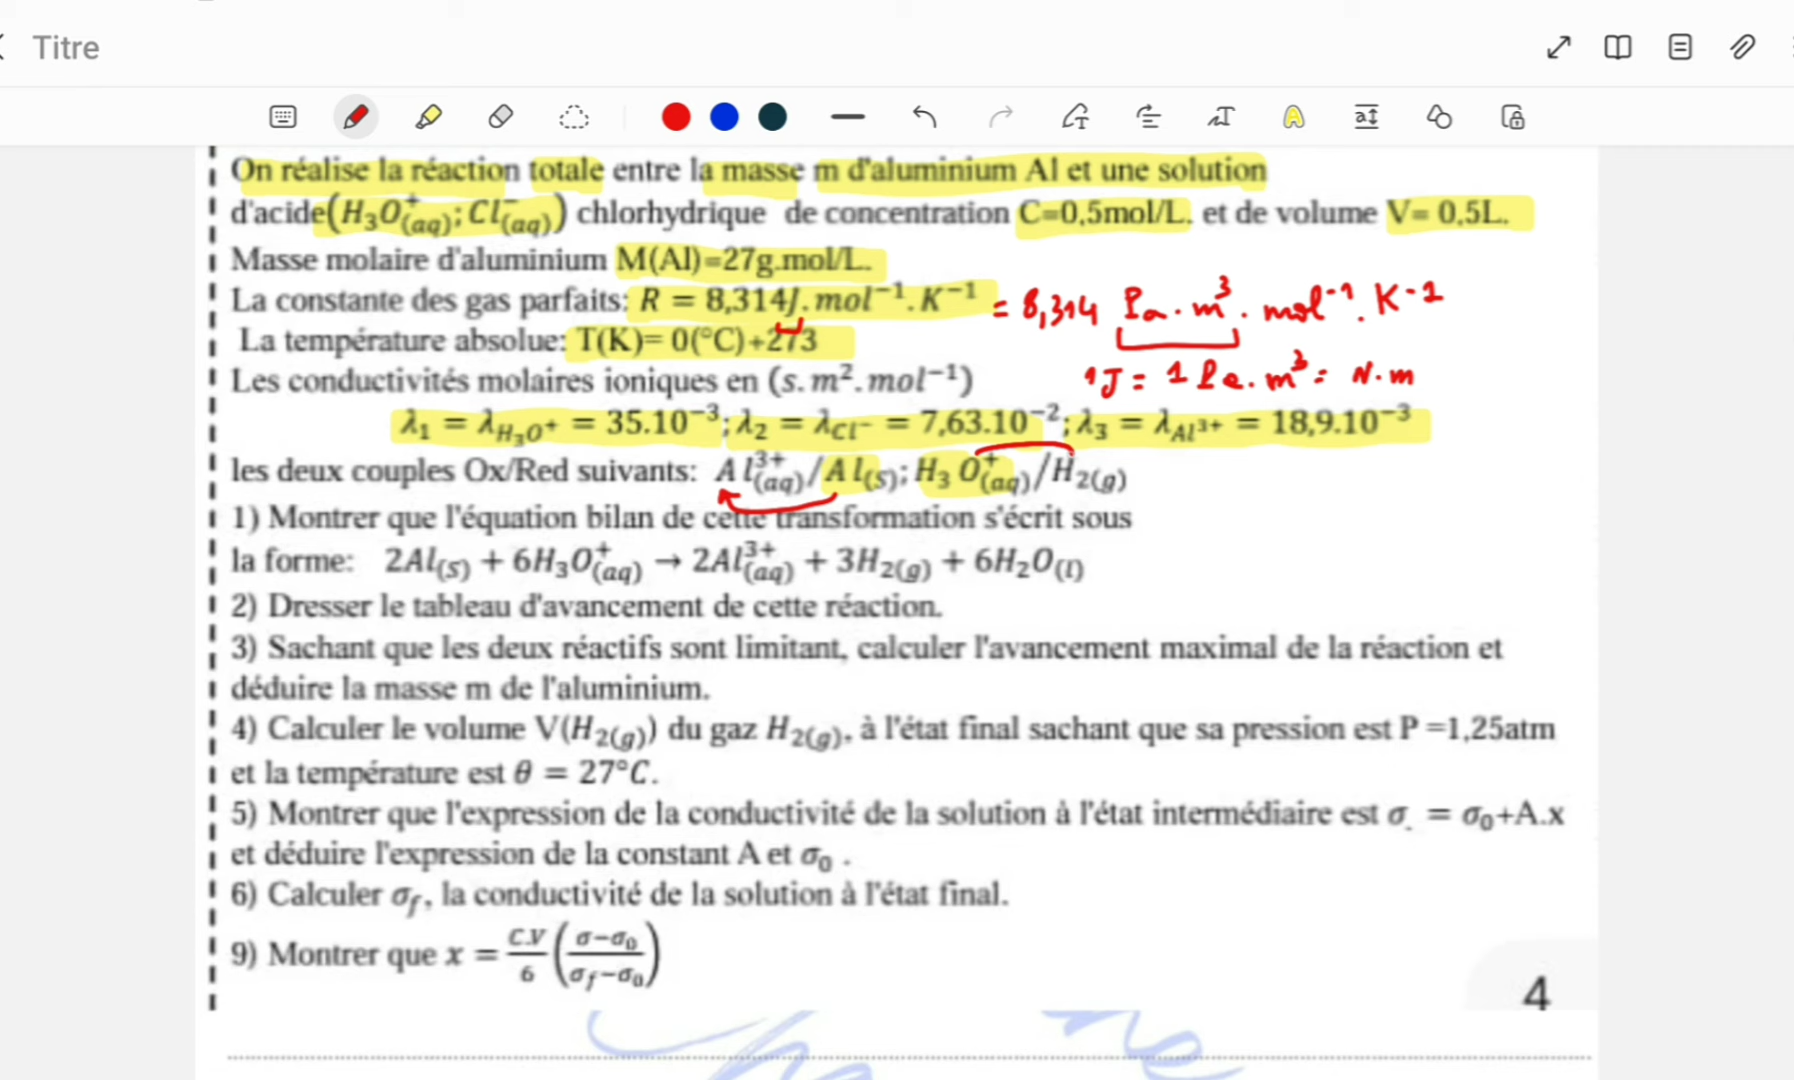 Titre
On réalise la réaction totale entre la masse m d'aluminium Al et une solution
d'acide(H₃O⁺(aq); Cl⁻(aq)) chlorhydrique de concentration C=0,5mol/L. et de volume V= 0,5L.
Masse molaire d'aluminium M(Al)=27g.mol/L.
La constante des gas parfaits: R = 8,314J.mol⁻¹.K⁻¹ = 8,314 Pa.m³.mol⁻¹.K⁻¹
La température absolue: T(K)= 0(°C)+273
Les conductivités molaires ioniques en (s.m².mol⁻¹) 1J = 1 Pa.m³ = N.m
λ₁ = λH₃O⁺ = 35.10⁻³; λ₂ = λCl⁻ = 7,63.10⁻²; λ₃ = λAl³⁺ = 18,9.10⁻³
les deux couples Ox/Red suivants: Al³⁺(aq)/Al(S); H₃O⁺(aq)/H₂(g)
1) Montrer que l'équation bilan de cette transformation s'écrit sous
la forme: 2Al(S) + 6H₃O⁺(aq) → 2Al³⁺(aq) + 3H₂(g) + 6H₂O(l)
2) Dresser le tableau d'avancement de cette réaction.
3) Sachant que les deux réactifs sont limitant, calculer l'avancement maximal de la réaction et
déduire la masse m de l'aluminium.
4) Calculer le volume V(H₂(g)) du gaz H₂(g), à l'état final sachant que sa pression est P =1,25atm
et la température est θ = 27°C.
5) Montrer que l'expression de la conductivité de la solution à l'état intermédiaire est σ = σ₀+A.x
et déduire l'expression de la constant A et σ₀ .
6) Calculer σf, la conductivité de la solution à l'état final.
9) Montrer que x = C.V/6 (σ−σ₀/σf−σ₀)
4